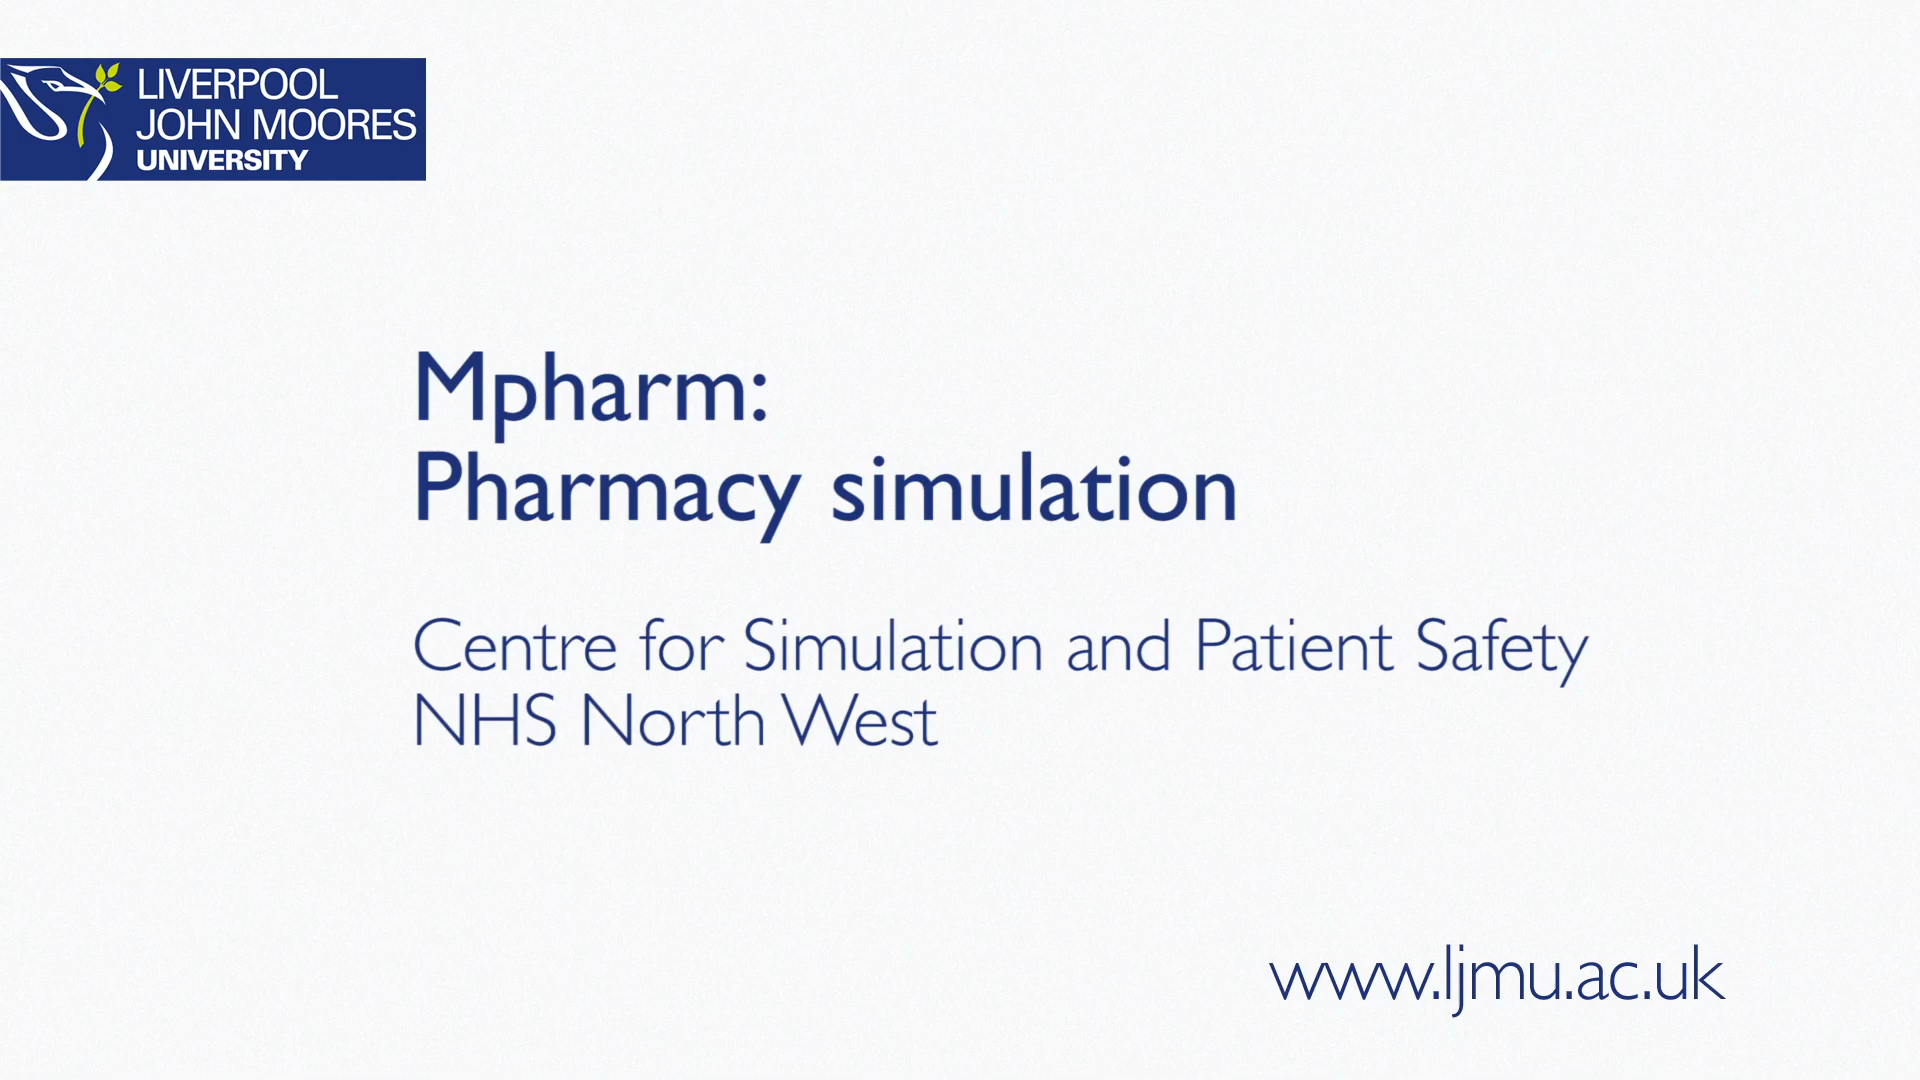 LIVERPOOL
JOHN MOORES
UNIVERSITY
Mpharm:
Pharmacy simulation
Centre for Simulation and Patient Safety
NHS North West
www.ljmu.ac.uk